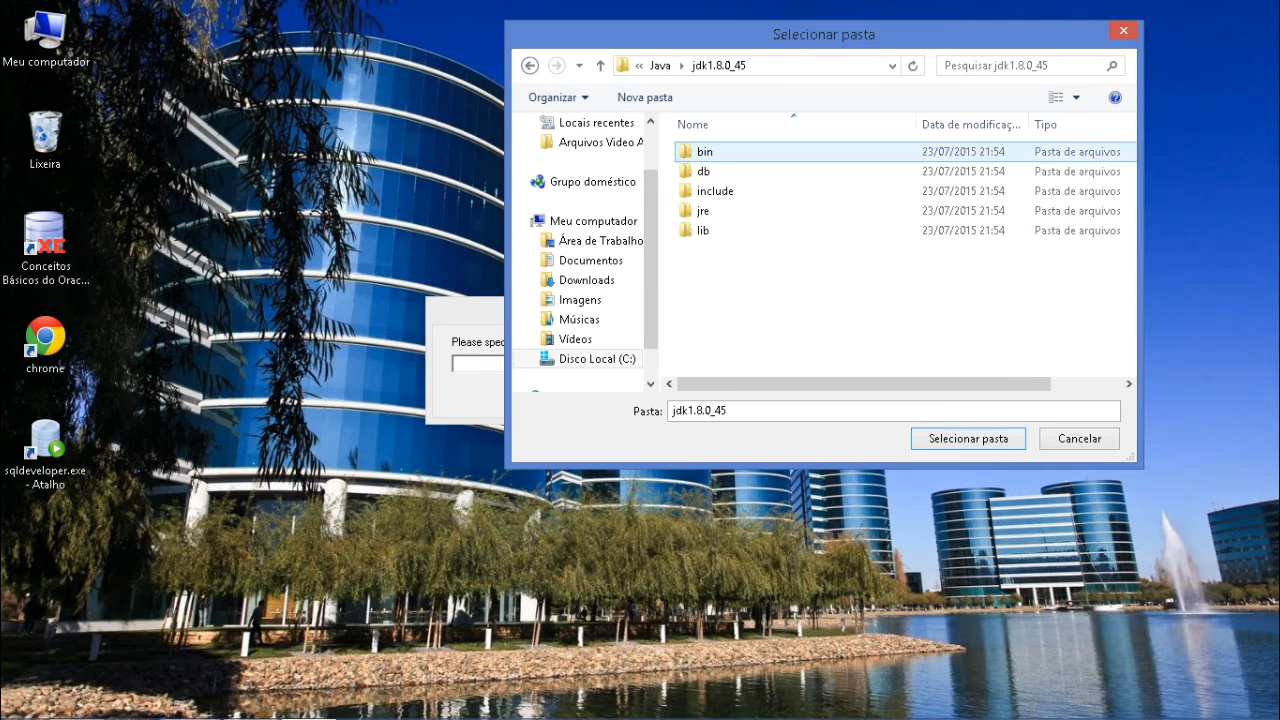 Meu computador
Lixeira
XE
Conceitos
Básicos do Orac...
chrome
sqldeveloper.exe
- Atalho
Please spec
Selecionar pasta
« Java jdk1.8.0_45
Pesquisar jdk1.8.0_45
Organizar
Nova pasta
Locais recentes
Arquivos Video A
Grupo doméstico
Meu computador
Área de Trabalho
Documentos
Downloads
Imagens
Músicas
Vídeos
Disco Local (C:)
Nome Data de modificaç... Tipo
bin 23/07/2015 21:54 Pasta de arquivos
db 23/07/2015 21:54 Pasta de arquivos
include 23/07/2015 21:54 Pasta de arquivos
jre 23/07/2015 21:54 Pasta de arquivos
lib 23/07/2015 21:54 Pasta de arquivos
Pasta: jdk1.8.0_45
Selecionar pasta
Cancelar